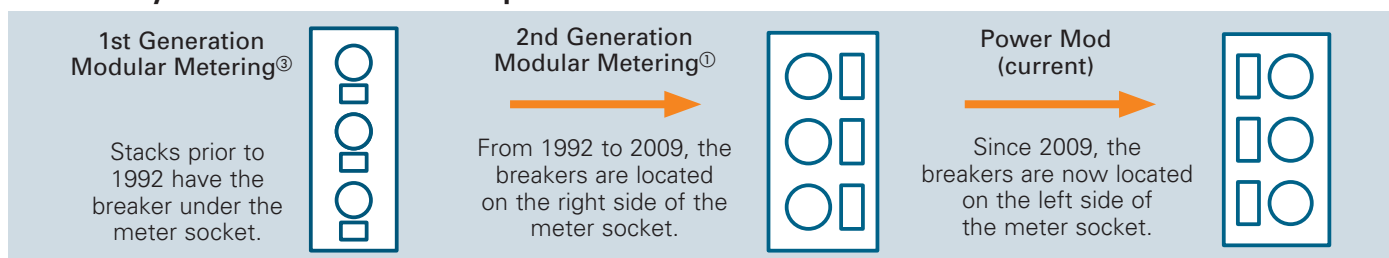 1st Generation
Modular Metering③
Stacks prior to
1992 have the
breaker under the
meter socket.
2nd Generation
Modular Metering①
From 1992 to 2009, the
breakers are located
on the right side of the
meter socket.
Power Mod
(current)
Since 2009, the
breakers are now located
on the left side of
the meter socket.